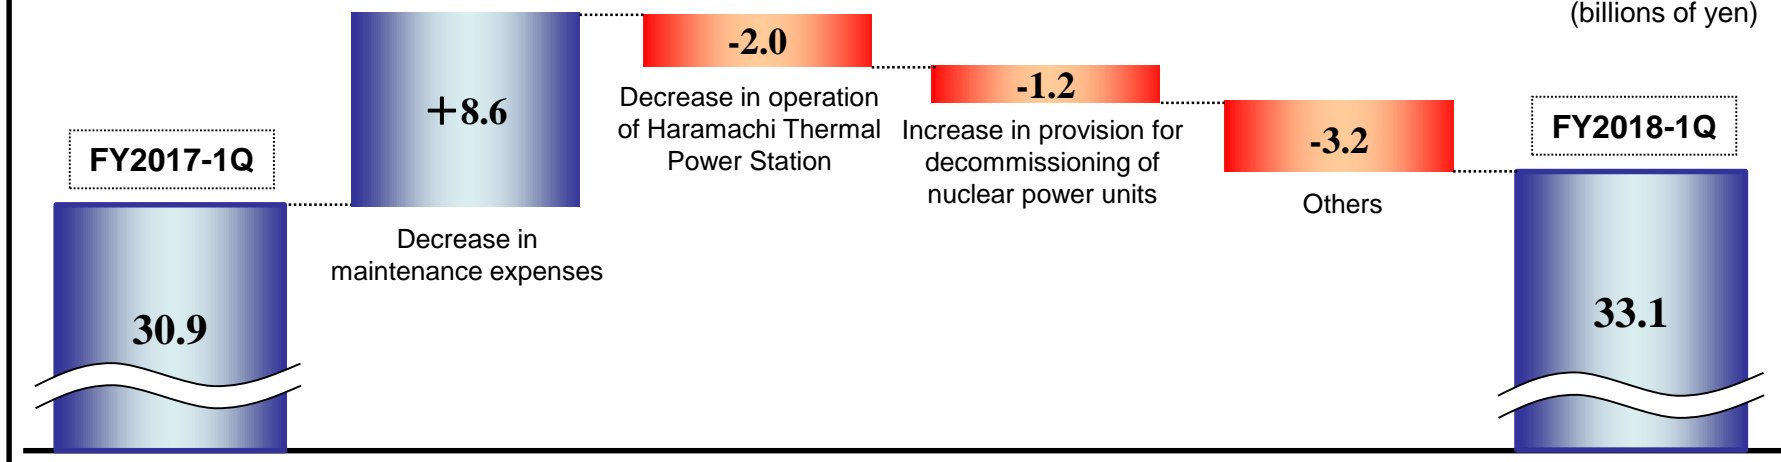 (billions of yen)
FY2017-1Q
30.9
+8.6
Decrease in
maintenance expenses
-2.0
Decrease in operation
of Haramachi Thermal
Power Station
-1.2
Increase in provision for
decommissioning of
nuclear power units
-3.2
Others
FY2018-1Q
33.1